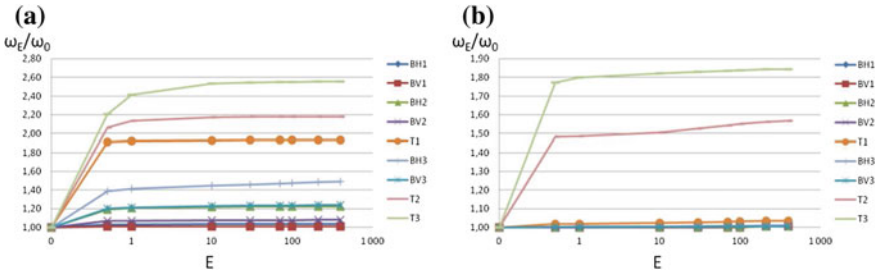 (a)
ωE/ω0
2,80
2,60
2,40
2,20
2,00
1,80
1,60
1,40
1,20
1,00
0 1 10 100 1 000
E
BH1
BV1
BH2
BV2
T1
BH3
BV3
T2
T3
(b)
ωE/ω0
1,90
1,80
1,70
1,60
1,50
1,40
1,30
1,20
1,10
1,00
0 1 10 100 1 000
E
BH1
BV1
BH2
BV2
T1
BH3
BV3
T2
T3